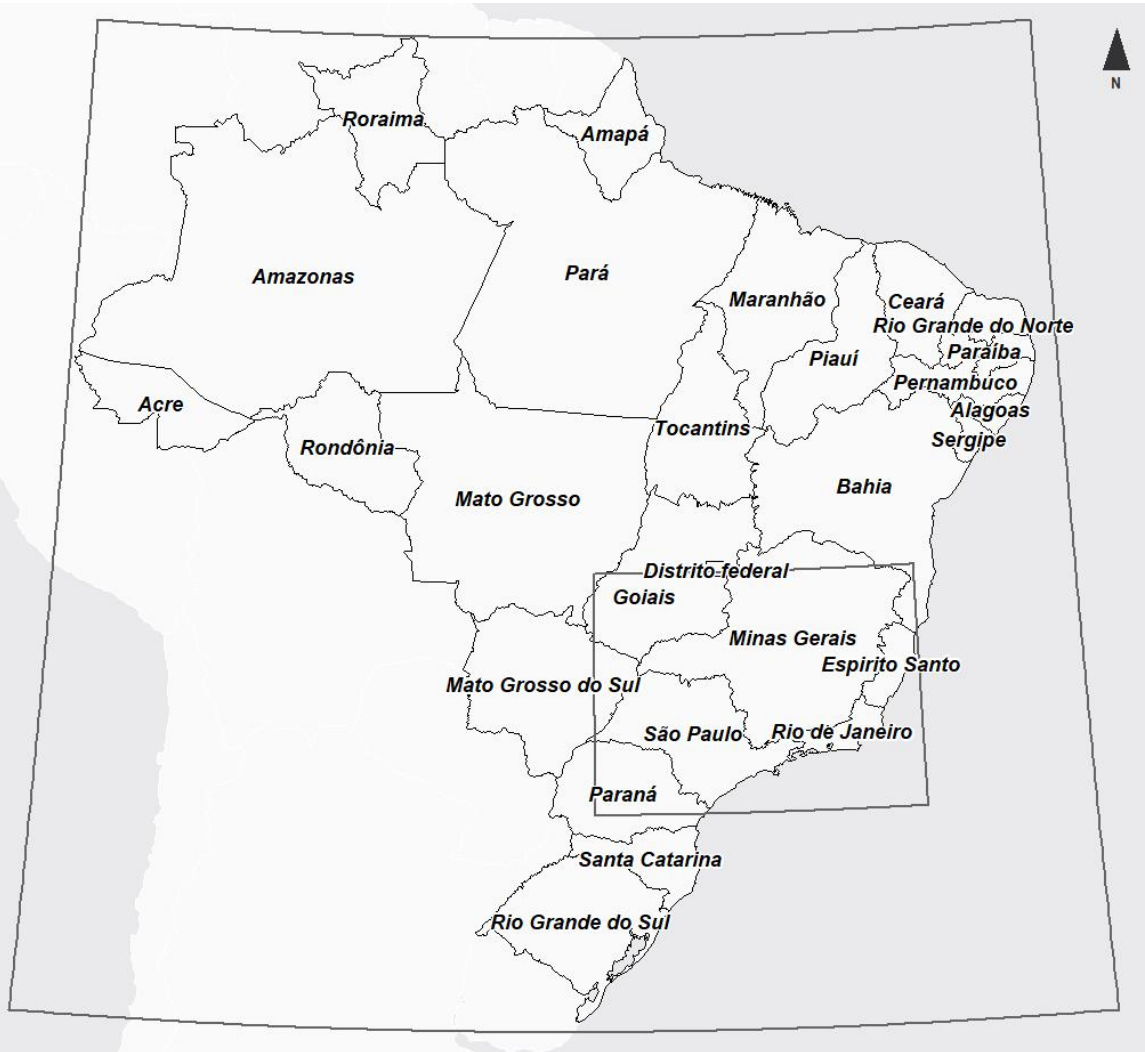 N
Roraima
Amapá
Amazonas
Pará
Maranhão
Ceará
Rio Grande do Norte
Piauí
Paraíba
Pernambuco
Acre
Alagoas
Tocantins
Sergipe
Rondônia
Bahia
Mato Grosso
Distrito federal
Goiais
Minas Gerais
Espirito Santo
Mato Grosso do Sul
São Paulo
Rio de Janeiro
Paraná
Santa Catarina
Rio Grande do Sul